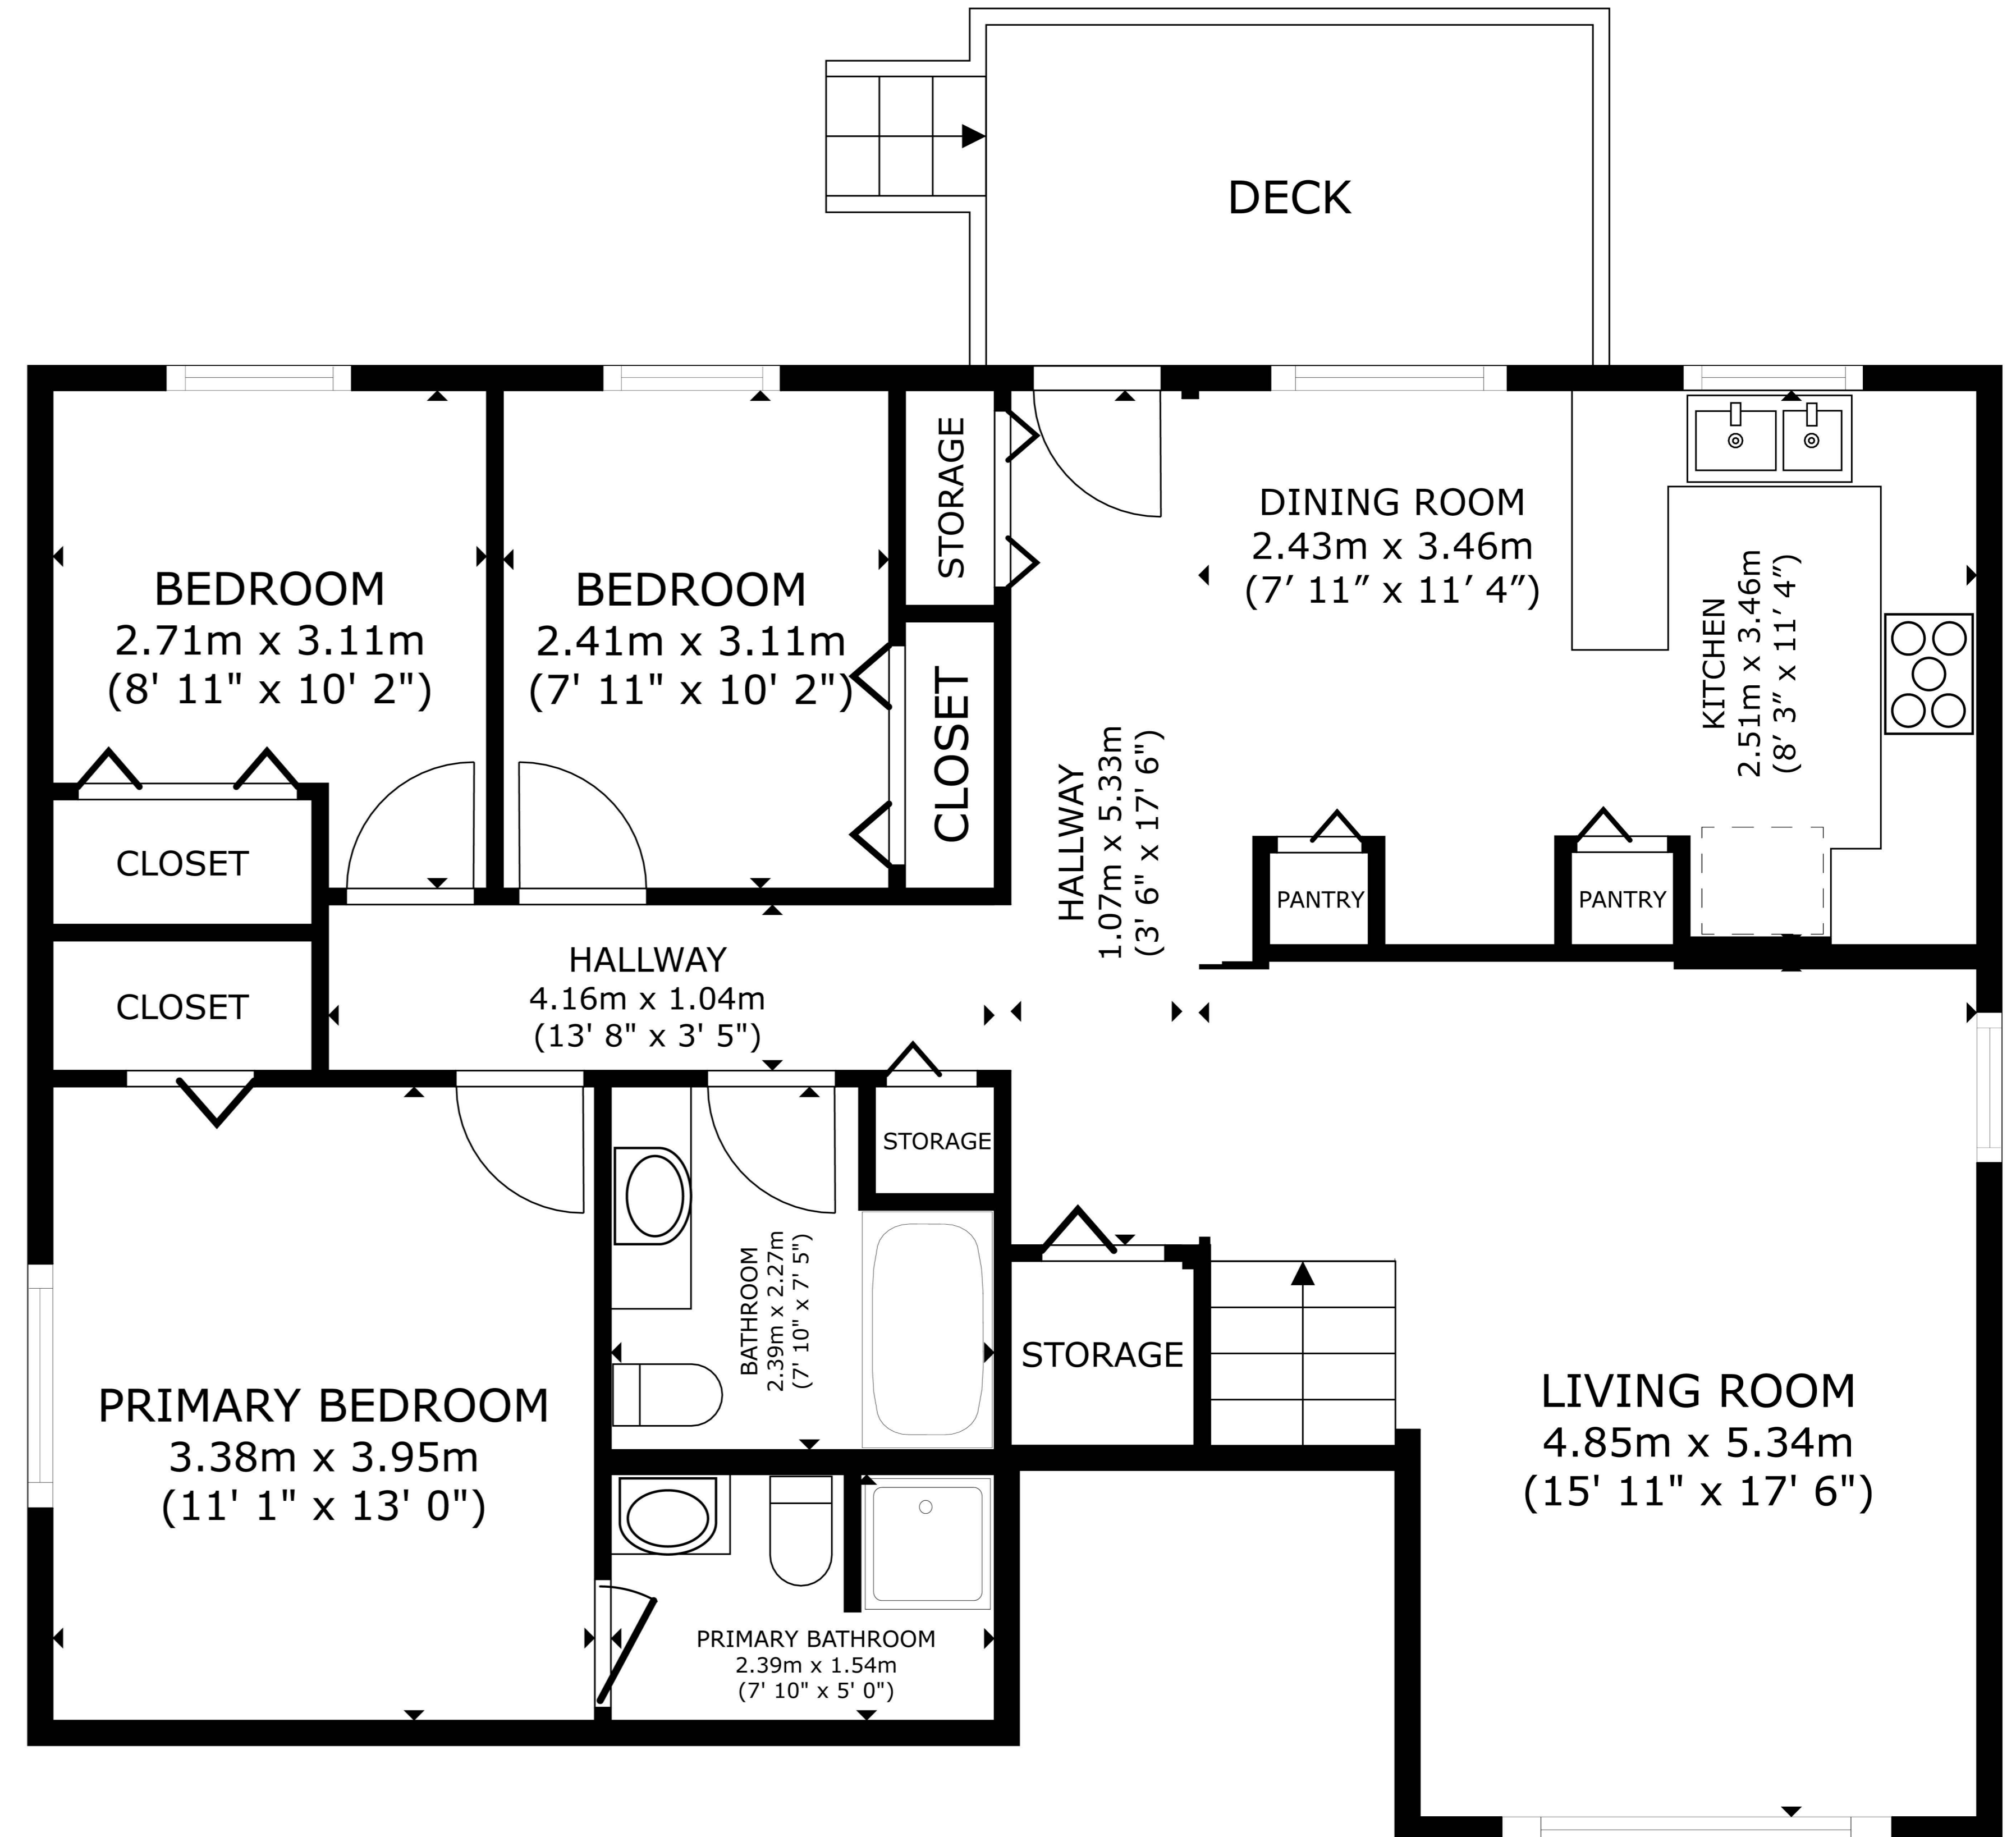 DECK
BEDROOM
2.71m x 3.11m
(8' 11" x 10' 2")
BEDROOM
2.41m x 3.11m
(7' 11" x 10' 2")
STORAGE
CLOSET
DINING ROOM
2.43m x 3.46m
(7′ 11″ x 11′ 4″)
KITCHEN
2.51m x 3.46m
(8′ 3″ x 11′ 4″)
HALLWAY
1.07m x 5.33m
(3' 6" x 17' 6")
CLOSET
PANTRY
PANTRY
CLOSET
HALLWAY
4.16m x 1.04m
(13' 8" x 3' 5")
STORAGE
BATHROOM
2.39m x 2.27m
(7' 10" x 7' 5")
STORAGE
PRIMARY BEDROOM
3.38m x 3.95m
(11' 1" x 13' 0")
LIVING ROOM
4.85m x 5.34m
(15' 11" x 17' 6")
PRIMARY BATHROOM
2.39m x 1.54m
(7' 10" x 5' 0")